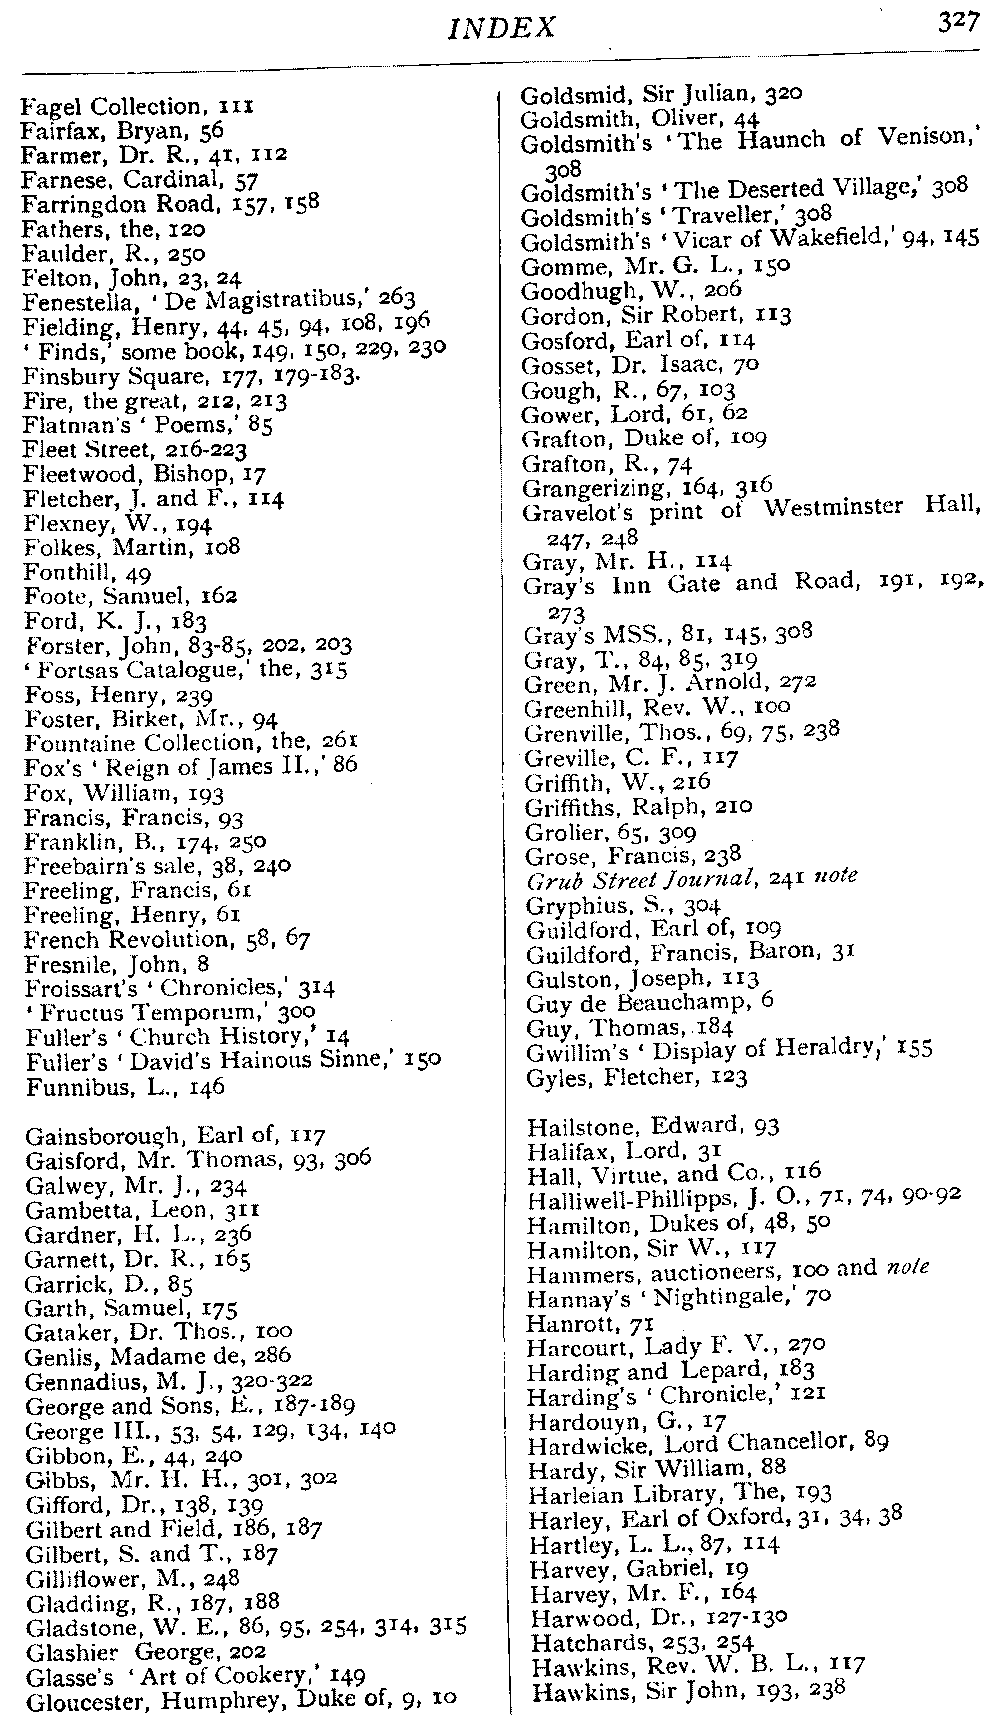 INDEX 327
Fagel Collection, 111
Fairfax, Bryan, 56
Farmer, Dr. R., 41, 112
Farnese, Cardinal, 57
Farringdon Road, 157, 158
Fathers, the, 120
Faulder, R., 250
Felton, John, 23, 24
Fenestella, ‘ De Magistratibus,’ 263
Fielding, Henry, 44, 45, 94, 108, 196
‘ Finds,’ some book, 149, 150, 229, 230
Finsbury Square, 177, 179-183.
Fire, the great, 212, 213
Flatman's ‘ Poems,’ 85
Fleet Street, 216-223
Fleetwood, Bishop, 17
Fletcher, J. and F., 114
Flexney, W., 194
Folkes, Martin, 108
Fonthill, 49
Foote, Samuel, 162
Ford, K. J., 183
Forster, John, 83-85, 202, 203
‘ Fortsas Catalogue,’ the, 315
Foss, Henry, 239
Foster, Birket, Mr., 94
Fountaine Collection, the, 261
Fox's ‘ Reign of James II.,’ 86
Fox, William, 193
Francis, Francis, 93
Franklin, B., 174, 250
Freebairn's sale, 38, 240
Freeling, Francis, 61
Freeling, Henry, 61
French Revolution, 58, 67
Fresnile, John, 8
Froissart's ‘ Chronicles,’ 314
‘ Fructus Temporum,’ 300
Fuller's ‘ Church History,’ 14
Fuller's ‘ David's Hainous Sinne,’ 150
Funnibus, L., 146
Gainsborough, Earl of, 117
Gaisford, Mr. Thomas, 93, 306
Galwey, Mr. J., 234
Gambetta, Leon, 311
Gardner, H. L., 236
Garnett, Dr. R., 165
Garrick, D., 85
Garth, Samuel, 175
Gataker, Dr. Thos., 100
Genlis, Madame de, 286
Gennadius, M. J., 320-322
George and Sons, E., 187-189
George III., 53, 54, 129, 134, 140
Gibbon, E., 44, 240
Gibbs, Mr. H. H., 301, 302
Gifford, Dr., 138, 139
Gilbert and Field, 186, 187
Gilbert, S. and T., 187
Gilliflower, M., 248
Gladding, R., 187, 188
Gladstone, W. E., 86, 95, 254, 314, 315
Glashier George, 202
Glasse's ‘ Art of Cookery,’ 149
Gloucester, Humphrey, Duke of, 9, 10
Goldsmid, Sir Julian, 320
Goldsmith, Oliver, 44
Goldsmith's ‘ The Haunch of Venison,’
308
Goldsmith's ‘ The Deserted Village,’ 308
Goldsmith's ‘ Traveller,’ 308
Goldsmith's ‘ Vicar of Wakefield,’ 94, 145
Gomme, Mr. G. L., 150
Goodhugh, W., 206
Gordon, Sir Robert, 113
Gosford, Earl of, 114
Gosset, Dr. Isaac, 70
Gough, R., 67, 103
Gower, Lord, 61, 62
Grafton, Duke of, 109
Grafton, R., 74
Grangerizing, 164, 316
Gravelot's print of Westminster Hall,
247, 248
Gray, Mr. H., 114
Gray's Inn Gate and Road, 191, 192,
273
Gray's MSS., 81, 145, 308
Gray, T., 84, 85, 319
Green, Mr. J. Arnold, 272
Greenhill, Rev. W., 100
Grenville, Thos., 69, 75, 238
Greville, C. F., 117
Griffith, W., 216
Griffiths, Ralph, 210
Grolier, 65, 309
Grose, Francis, 238
Grub Street Journal, 241 note
Gryphius, S., 304
Guildford, Earl of, 109
Guildford, Francis, Baron, 31
Gulston, Joseph, 113
Guy de Beauchamp, 6
Guy, Thomas, 184
Gwillim's ‘ Display of Heraldry,’ 155
Gyles, Fletcher, 123
Hailstone, Edward, 93
Halifax, Lord, 31
Hall, Virtue, and Co., 116
Halliwell-Phillipps, J. O., 71, 74, 90-92
Hamilton, Dukes of, 48, 50
Hamilton, Sir W., 117
Hammers, auctioneers, 100 and note
Hannay's ‘ Nightingale,’ 70
Hanrott, 71
Harcourt, Lady F. V., 270
Harding and Lepard, 183
Harding's ‘ Chronicle,’ 121
Hardouyn, G., 17
Hardwicke, Lord Chancellor, 89
Hardy, Sir William, 88
Harleian Library, The, 193
Harley, Earl of Oxford, 31, 34, 38
Hartley, L. L., 87, 114
Harvey, Gabriel, 19
Harvey, Mr. F., 164
Harwood, Dr., 127-130
Hatchards, 253, 254
Hawkins, Rev. W. B. L., 117
Hawkins, Sir John, 193, 238